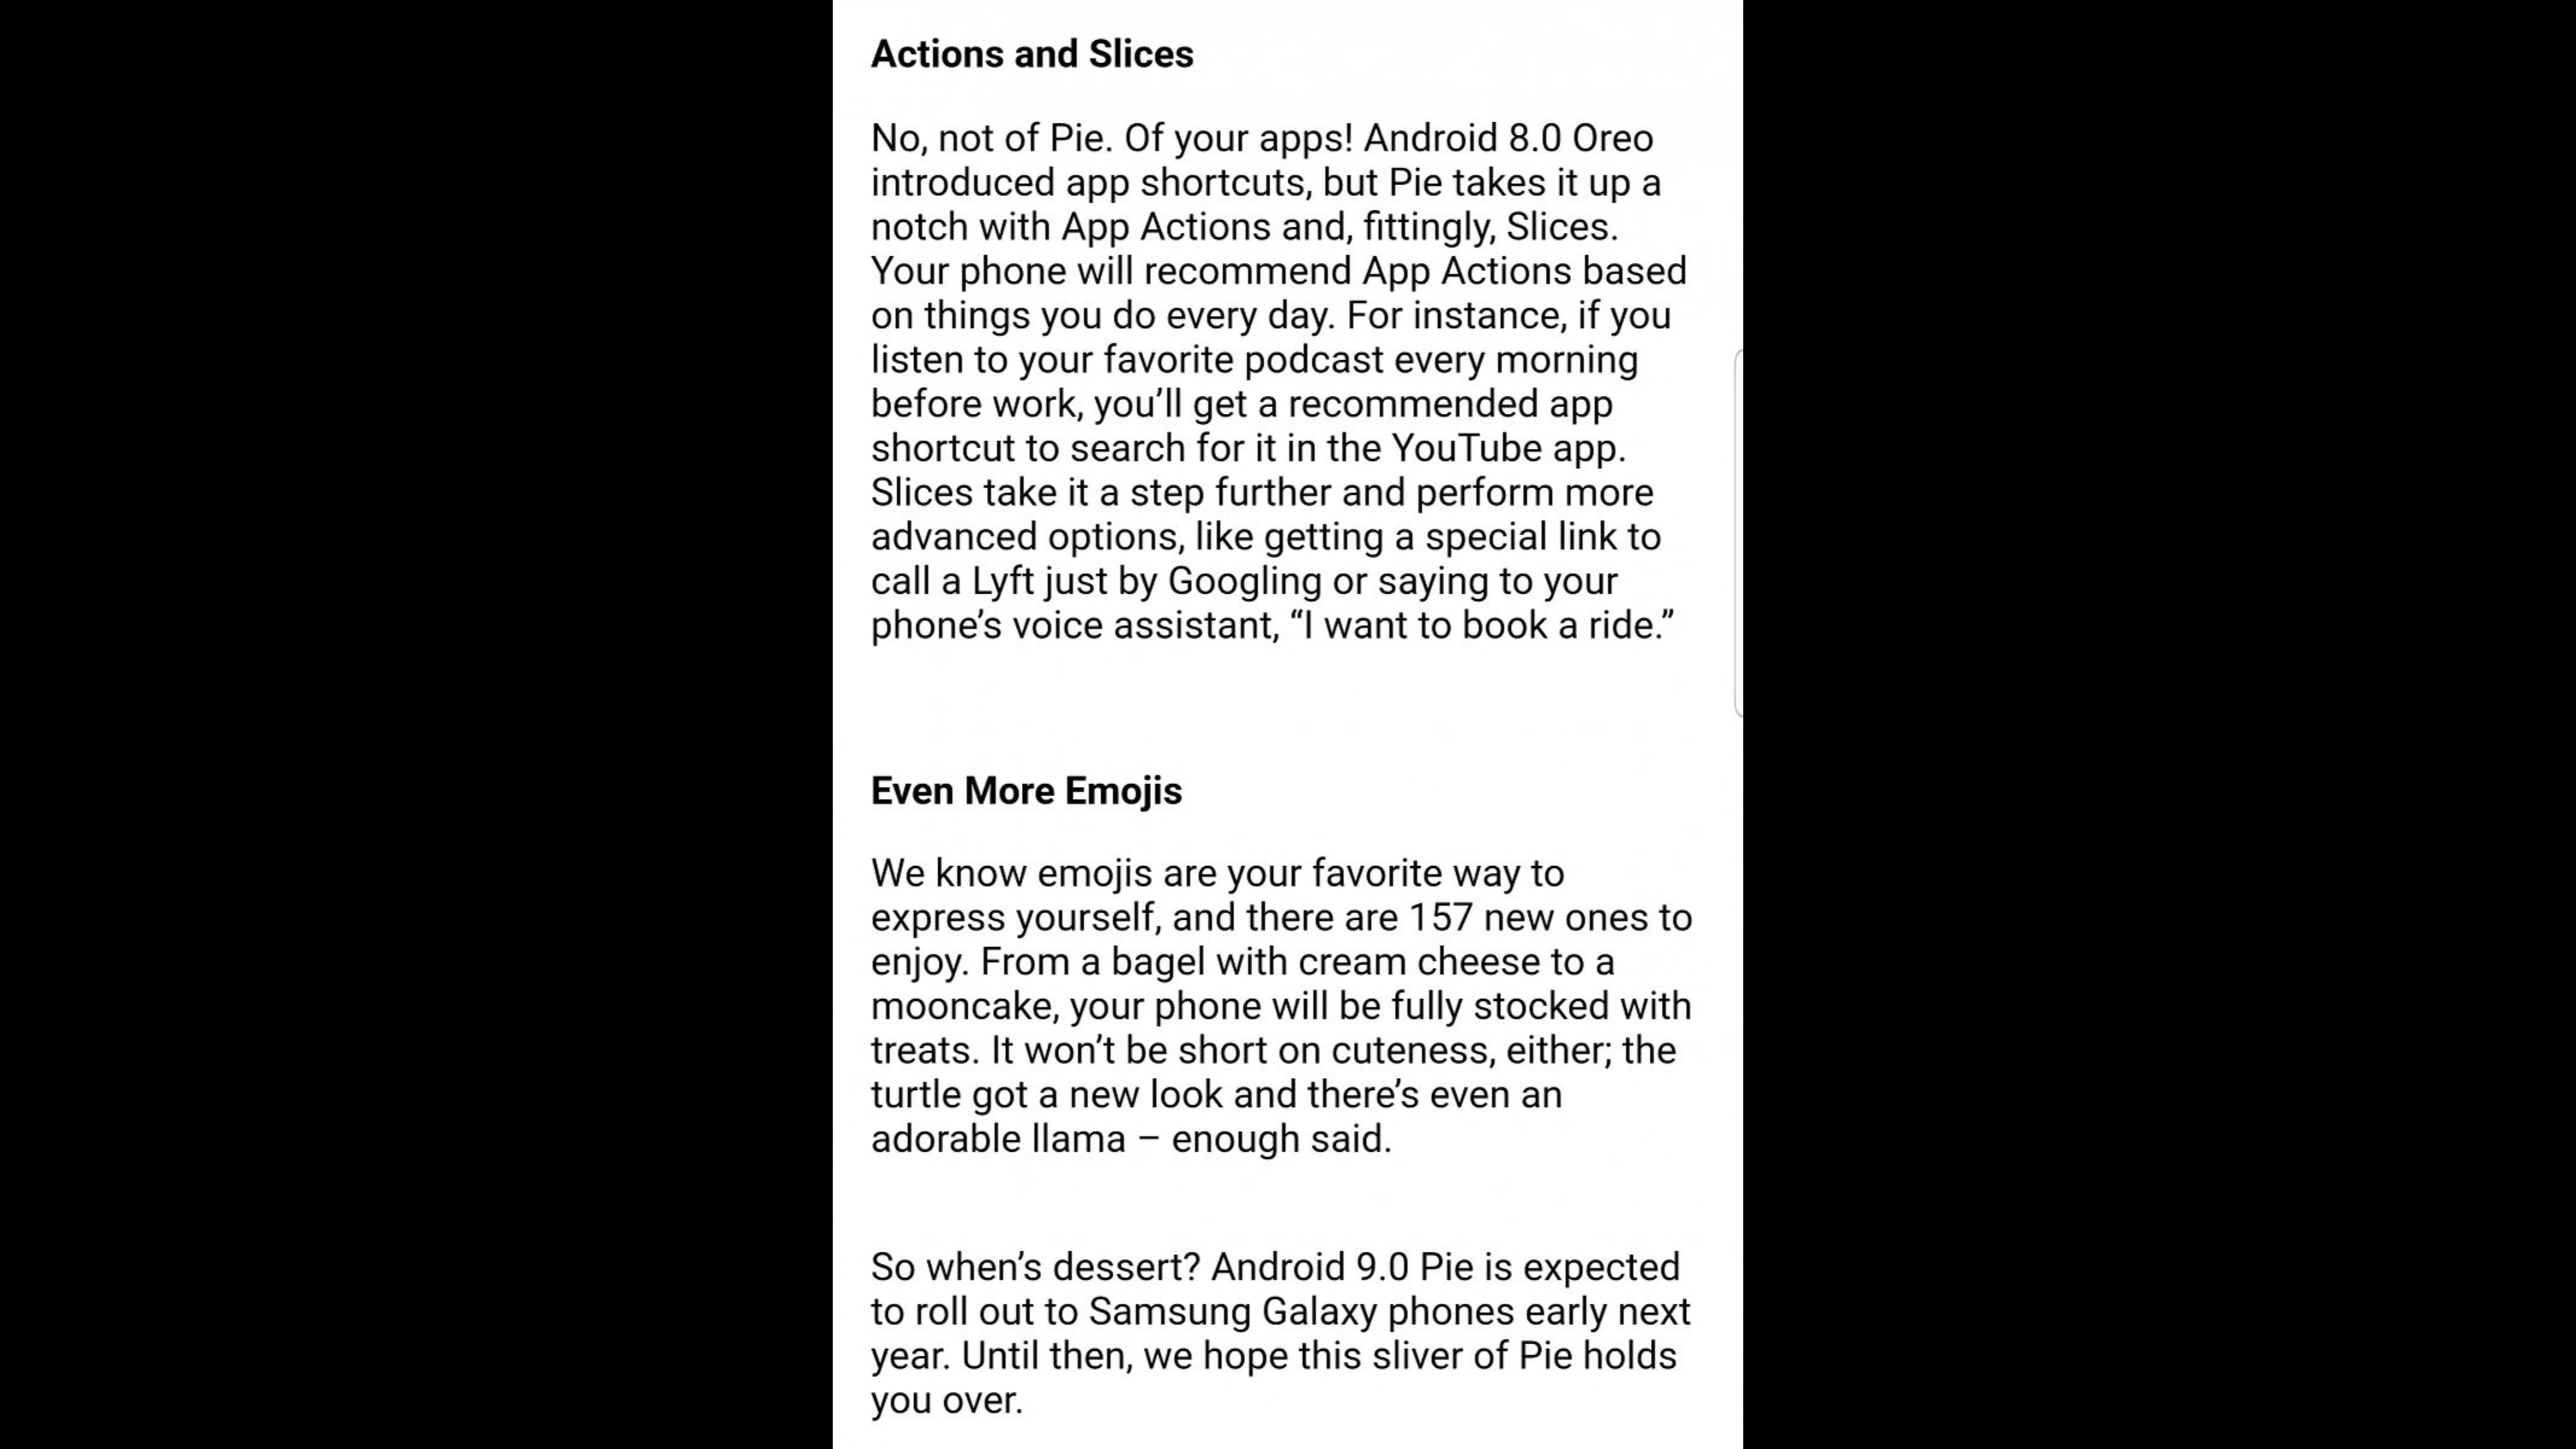 Actions and Slices
No, not of Pie. Of your apps! Android 8.0 Oreo
introduced app shortcuts, but Pie takes it up a
notch with App Actions and, fittingly, Slices.
Your phone will recommend App Actions based
on things you do every day. For instance, if you
listen to your favorite podcast every morning
before work, you’ll get a recommended app
shortcut to search for it in the YouTube app.
Slices take it a step further and perform more
advanced options, like getting a special link to
call a Lyft just by Googling or saying to your
phone’s voice assistant, “I want to book a ride.”
Even More Emojis
We know emojis are your favorite way to
express yourself, and there are 157 new ones to
enjoy. From a bagel with cream cheese to a
mooncake, your phone will be fully stocked with
treats. It won’t be short on cuteness, either; the
turtle got a new look and there’s even an
adorable llama – enough said.
So when’s dessert? Android 9.0 Pie is expected
to roll out to Samsung Galaxy phones early next
year. Until then, we hope this sliver of Pie holds
you over.